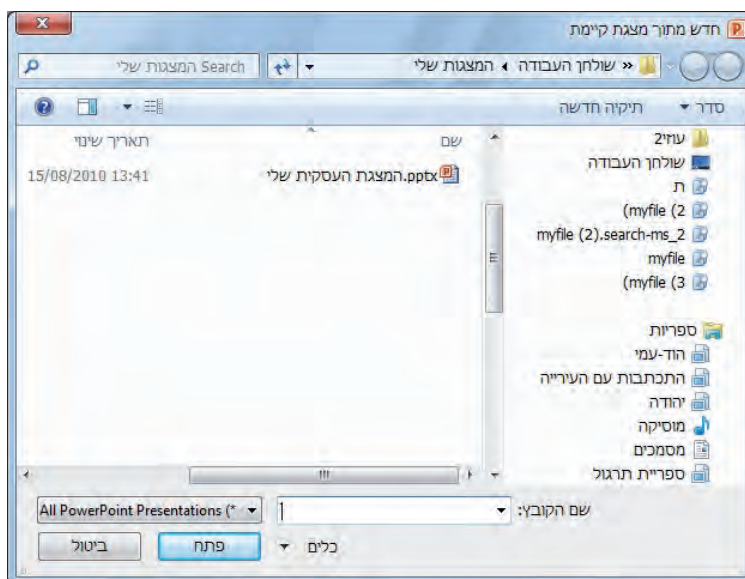 חדש מתוך מצגת קיימת
« שולחן העבודה ◂ המצגות שלי
Search המצגות שלי
סדר ▾ תיקיה חדשה
עוזי2
שולחן העבודה
ת
(myfile (2
myfile (2).search-ms_2
myfile
(myfile (3
ספריות
הוד-עמי
התכתבות עם העירייה
יהודה
מוסיקה
מסמכים
ספריית תרגול
שם תאריך שינוי
המצגת העסקית שלי.pptx 15/08/2010 13:41
שם הקובץ:
All PowerPoint Presentations (*
כלים ▾ פתח ביטול